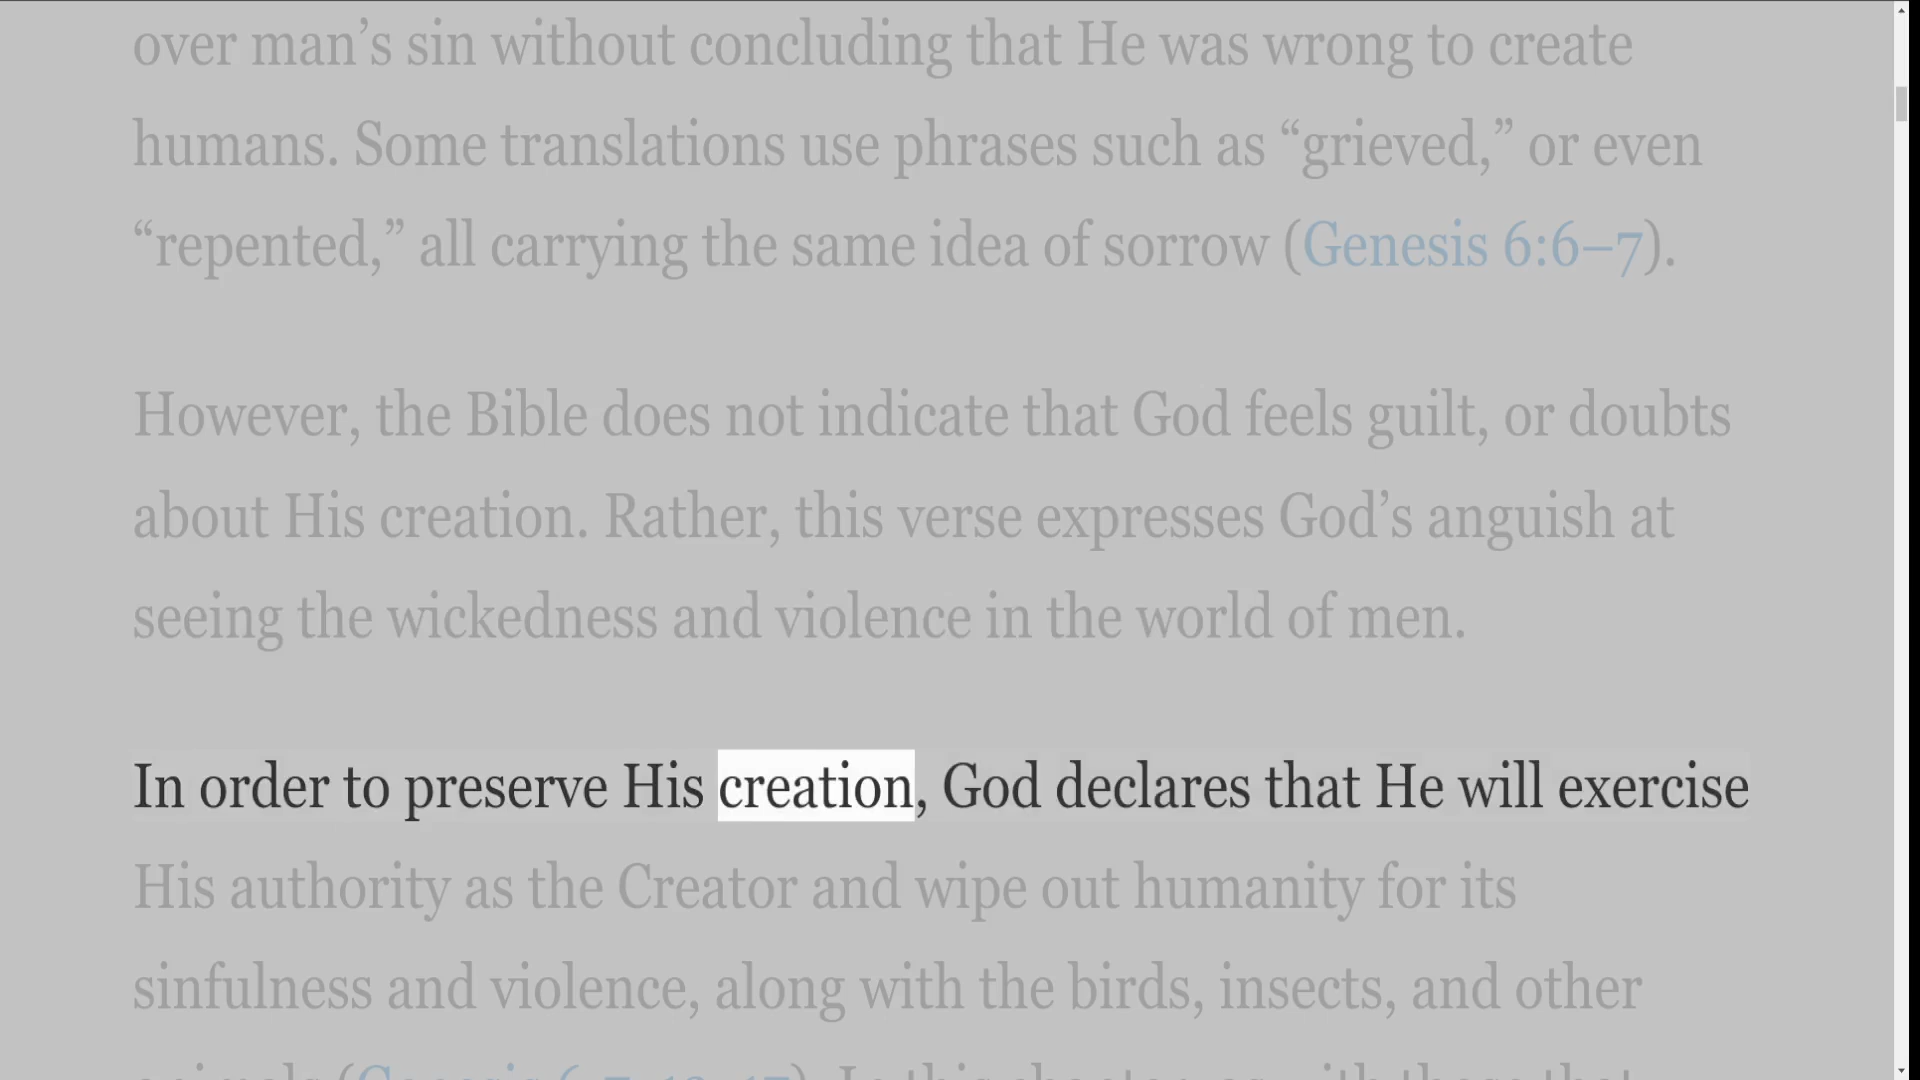 over man’s sin without concluding that He was wrong to create
humans. Some translations use phrases such as “grieved,” or even
“repented,” all carrying the same idea of sorrow (Genesis 6:6–7).
However, the Bible does not indicate that God feels guilt, or doubts
about His creation. Rather, this verse expresses God’s anguish at
seeing the wickedness and violence in the world of men.
In order to preserve His creation, God declares that He will exercise
His authority as the Creator and wipe out humanity for its
sinfulness and violence, along with the birds, insects, and other